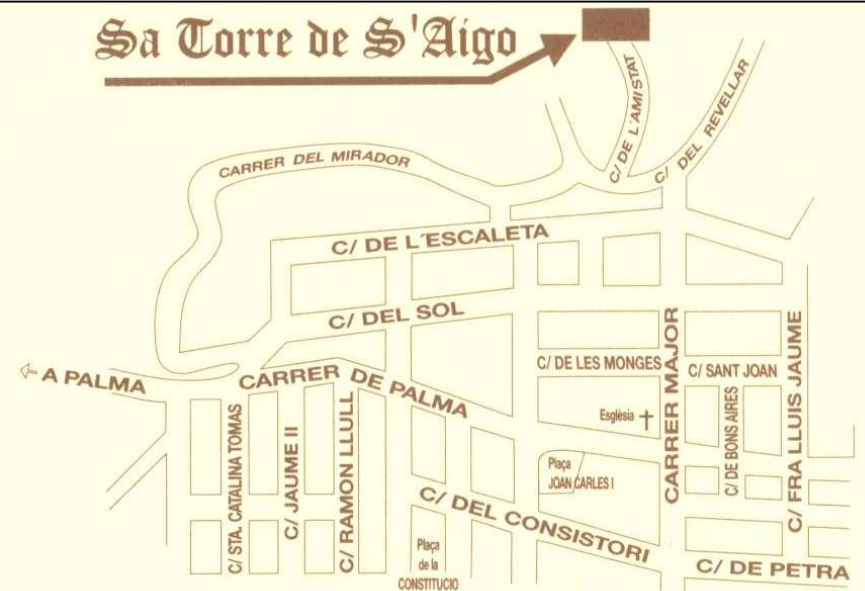 Sa Torre de S'Aigo
C/ DE L'AMISTAT
C/ DEL REVELLAR
CARRER DEL MIRADOR
C/ DE L'ESCALETA
C/ DEL SOL
CARRER MAJOR
C/ DE LES MONGES
C/ SANT JOAN
C/ FRA LLUIS JAUME
A PALMA
CARRER DE PALMA
C/ STA. CATALINA TOMAS
C/ JAUME II
C/ RAMON LLULL
Església
C/ DE BONS AIRES
Plaça
JOAN CARLES I
C/ DEL CONSISTORI
Plaça
de la
CONSTITUCIO
C/ DE PETRA